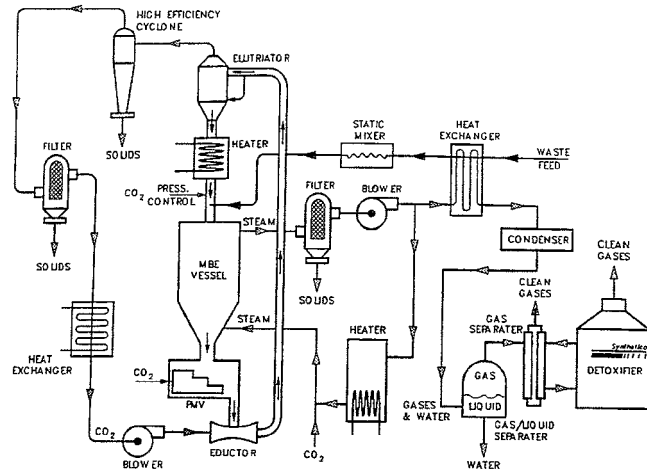 HIGH EFFICIENCY
CYCLONE
ELUTRIATOR
STATIC
MIXER
HEAT
EXCHANGER
FILTER
SOLIDS
HEATER
WASTE
FEED
CO2
PRESS.
CONTROL
FILTER
BLOWER
STEAM
CONDENSER
SOLIDS
MBE
VESSEL
SOLIDS
CLEAN
GASES
CLEAN
GASES
STEAM
GAS
SEPARATER
HEATER
HEAT
EXCHANGER
Synthetica
DETOXIFIER
GAS
CO2
PMV
LIQUID
GASES
& WATER
GAS/LIQUID
SEPARATER
CO2
BLOWER
EDUCTOR
CO2
WATER